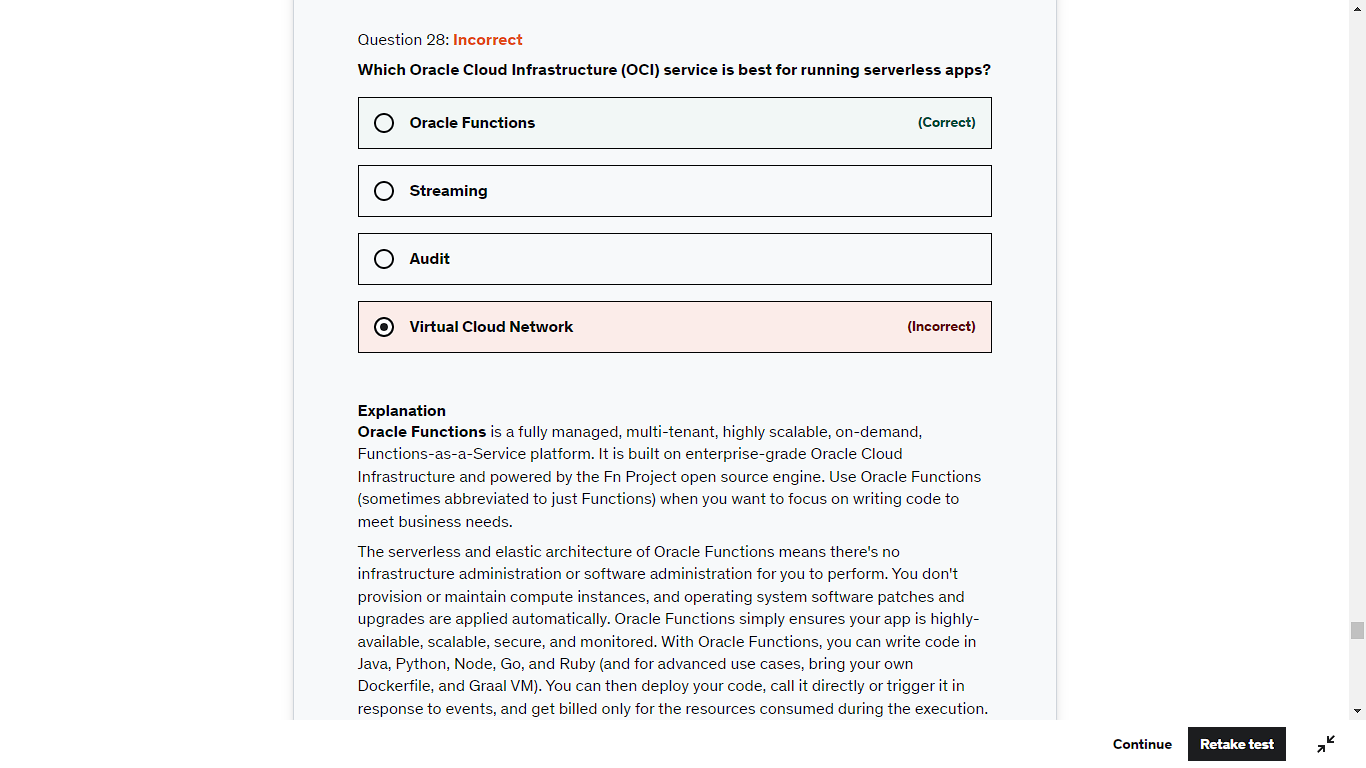 Question 28: Incorrect
Which Oracle Cloud Infrastructure (OCI) service is best for running serverless apps?
Oracle Functions (Correct)
Streaming
Audit
Virtual Cloud Network (Incorrect)
Explanation
Oracle Functions is a fully managed, multi-tenant, highly scalable, on-demand,
Functions-as-a-Service platform. It is built on enterprise-grade Oracle Cloud
Infrastructure and powered by the Fn Project open source engine. Use Oracle Functions
(sometimes abbreviated to just Functions) when you want to focus on writing code to
meet business needs.
The serverless and elastic architecture of Oracle Functions means there's no
infrastructure administration or software administration for you to perform. You don't
provision or maintain compute instances, and operating system software patches and
upgrades are applied automatically. Oracle Functions simply ensures your app is highly-
available, scalable, secure, and monitored. With Oracle Functions, you can write code in
Java, Python, Node, Go, and Ruby (and for advanced use cases, bring your own
Dockerfile, and Graal VM). You can then deploy your code, call it directly or trigger it in
response to events, and get billed only for the resources consumed during the execution.
Continue
Retake test